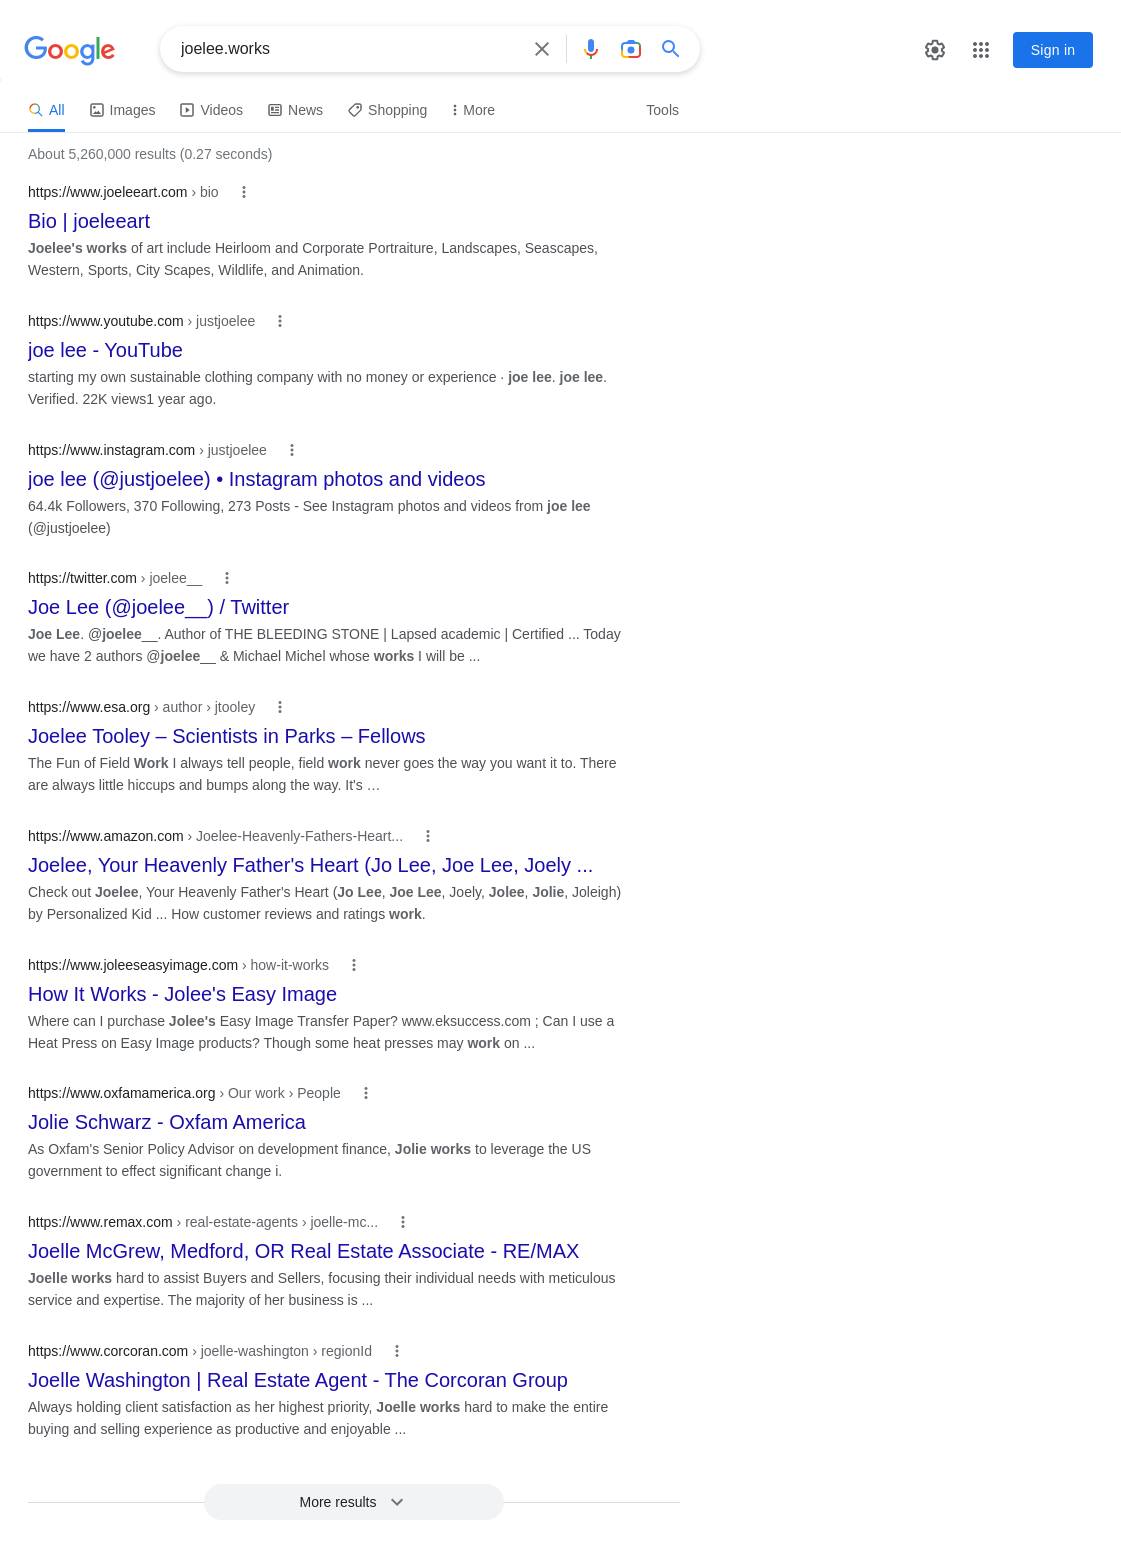 Google
joelee.works
Sign in
All
Images
Videos
News
Shopping
More
Tools
About 5,260,000 results (0.27 seconds)
https://www.joeleeart.com › bio
Bio | joeleeart
Joelee's works of art include Heirloom and Corporate Portraiture, Landscapes, Seascapes,
Western, Sports, City Scapes, Wildlife, and Animation.
https://www.youtube.com › justjoelee
joe lee - YouTube
starting my own sustainable clothing company with no money or experience · joe lee. joe lee.
Verified. 22K views1 year ago.
https://www.instagram.com › justjoelee
joe lee (@justjoelee) • Instagram photos and videos
64.4k Followers, 370 Following, 273 Posts - See Instagram photos and videos from joe lee
(@justjoelee)
https://twitter.com › joelee__
Joe Lee (@joelee__) / Twitter
Joe Lee. @joelee__. Author of THE BLEEDING STONE | Lapsed academic | Certified ... Today
we have 2 authors @joelee__ & Michael Michel whose works I will be ...
https://www.esa.org › author › jtooley
Joelee Tooley – Scientists in Parks – Fellows
The Fun of Field Work I always tell people, field work never goes the way you want it to. There
are always little hiccups and bumps along the way. It's …
https://www.amazon.com › Joelee-Heavenly-Fathers-Heart...
Joelee, Your Heavenly Father's Heart (Jo Lee, Joe Lee, Joely ...
Check out Joelee, Your Heavenly Father's Heart (Jo Lee, Joe Lee, Joely, Jolee, Jolie, Joleigh)
by Personalized Kid ... How customer reviews and ratings work.
https://www.joleeseasyimage.com › how-it-works
How It Works - Jolee's Easy Image
Where can I purchase Jolee's Easy Image Transfer Paper? www.eksuccess.com ; Can I use a
Heat Press on Easy Image products? Though some heat presses may work on ...
https://www.oxfamamerica.org › Our work › People
Jolie Schwarz - Oxfam America
As Oxfam's Senior Policy Advisor on development finance, Jolie works to leverage the US
government to effect significant change i.
https://www.remax.com › real-estate-agents › joelle-mc...
Joelle McGrew, Medford, OR Real Estate Associate - RE/MAX
Joelle works hard to assist Buyers and Sellers, focusing their individual needs with meticulous
service and expertise. The majority of her business is ...
https://www.corcoran.com › joelle-washington › regionId
Joelle Washington | Real Estate Agent - The Corcoran Group
Always holding client satisfaction as her highest priority, Joelle works hard to make the entire
buying and selling experience as productive and enjoyable ...
More results